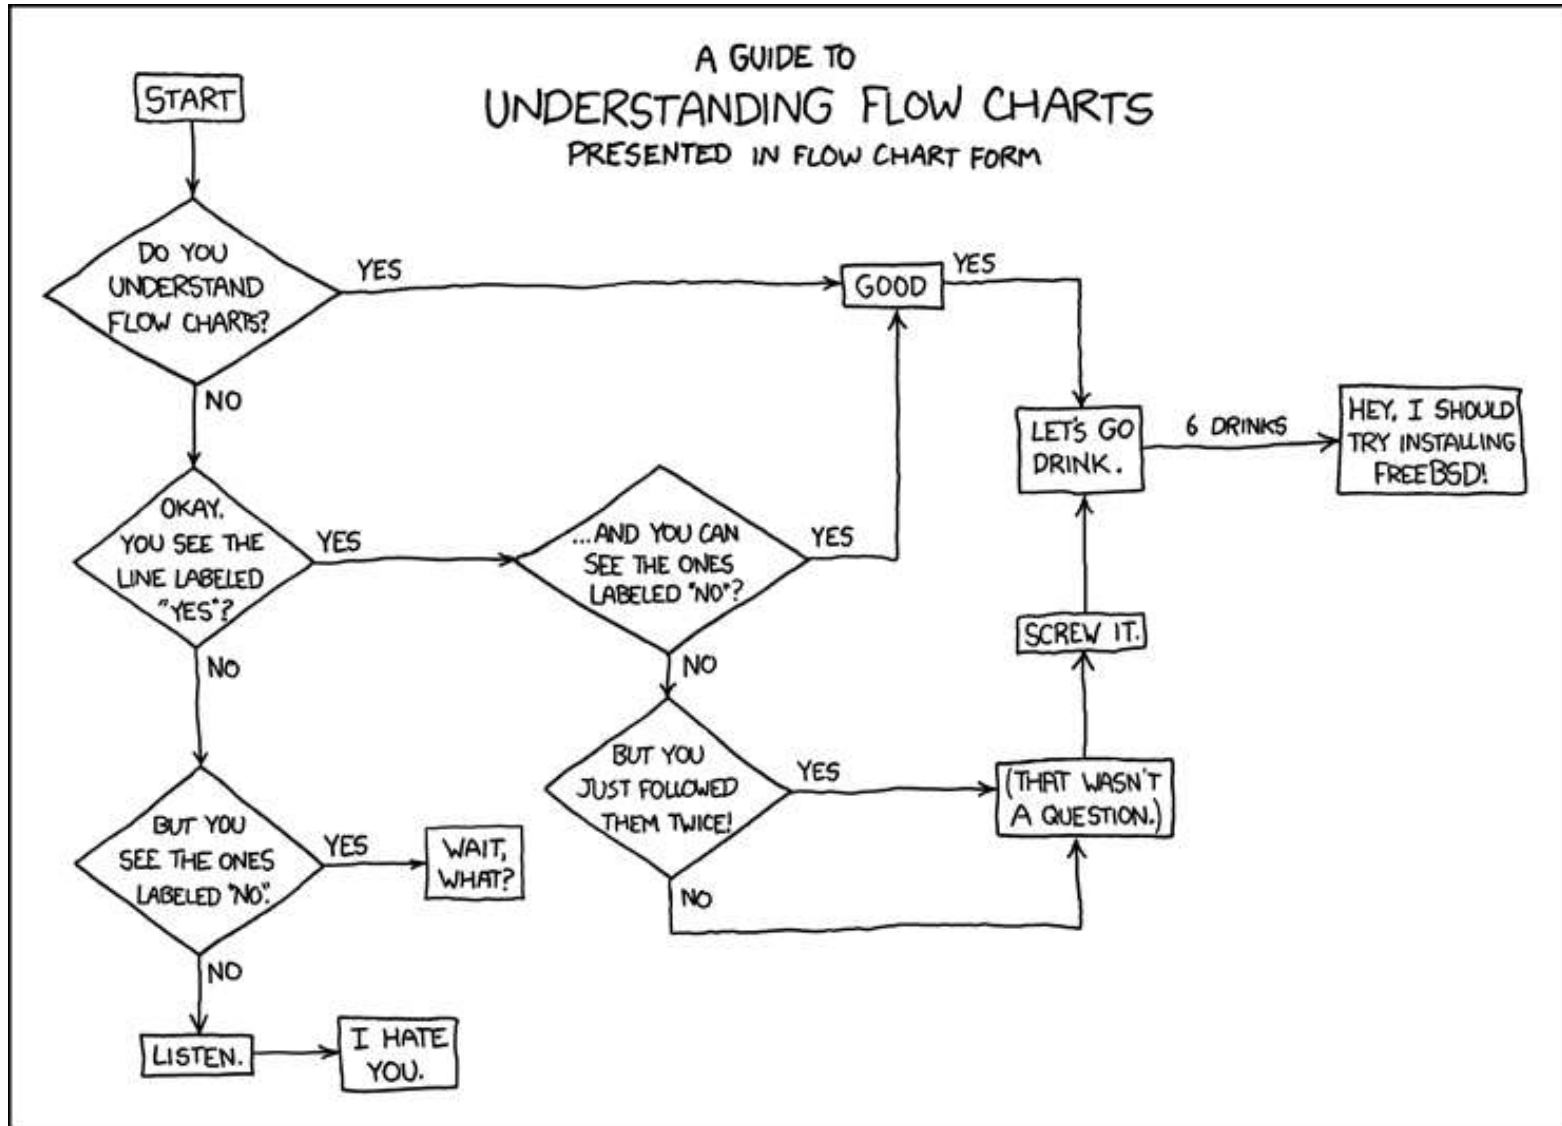 A GUIDE TO
UNDERSTANDING FLOW CHARTS
PRESENTED IN FLOW CHART FORM
START
DO YOU
UNDERSTAND
FLOW CHARTS?
YES
GOOD
YES
NO
LET'S GO
DRINK.
6 DRINKS
HEY, I SHOULD
TRY INSTALLING
FREEBSD!
OKAY.
YOU SEE THE
LINE LABELED
"YES"?
YES
...AND YOU CAN
SEE THE ONES
LABELED "NO"?
YES
NO
NO
SCREW IT.
BUT YOU
JUST FOLLOWED
THEM TWICE!
YES
(THAT WASN'T
A QUESTION.)
NO
BUT YOU
SEE THE ONES
LABELED "NO".
YES
WAIT,
WHAT?
NO
LISTEN.
I HATE
YOU.